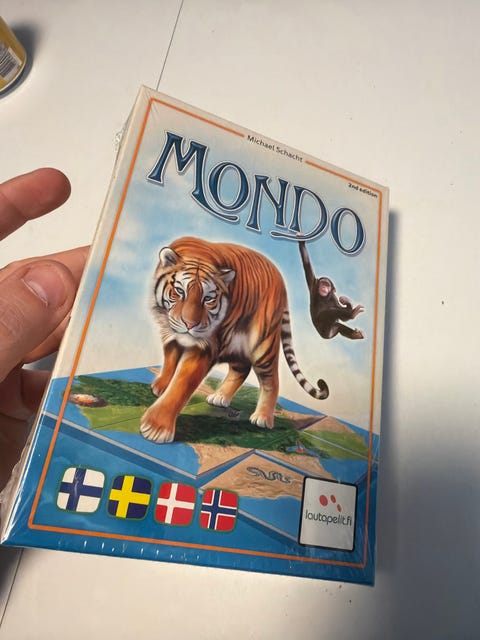 Michael Schacht
2nd edition
MONDO
lautapelit.fi